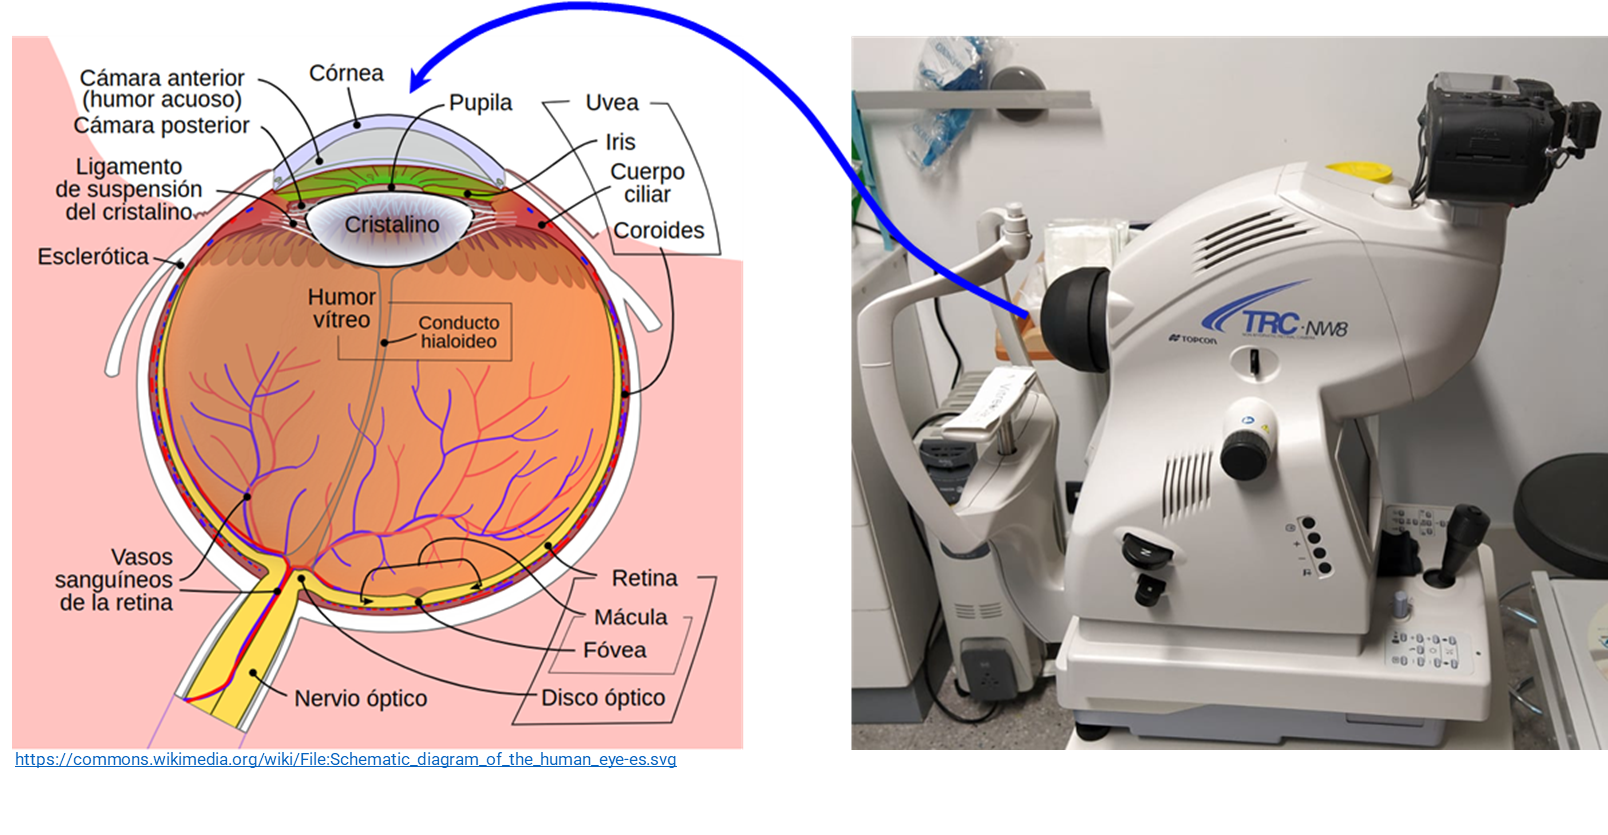 Cámara anterior
(humor acuoso)
Cámara posterior
Ligamento
de suspensión
del cristalino
Esclerótica
Córnea
Pupila
Uvea
Iris
Cuerpo
ciliar
Coroides
Cristalino
Humor
vítreo
Conducto
hialoideo
Vasos
sanguíneos
de la retina
Nervio óptico
Retina
Mácula
Fóvea
Disco óptico
https://commons.wikimedia.org/wiki/File:Schematic_diagram_of_the_human_eye-es.svg
TRC-NW8
TOPCON